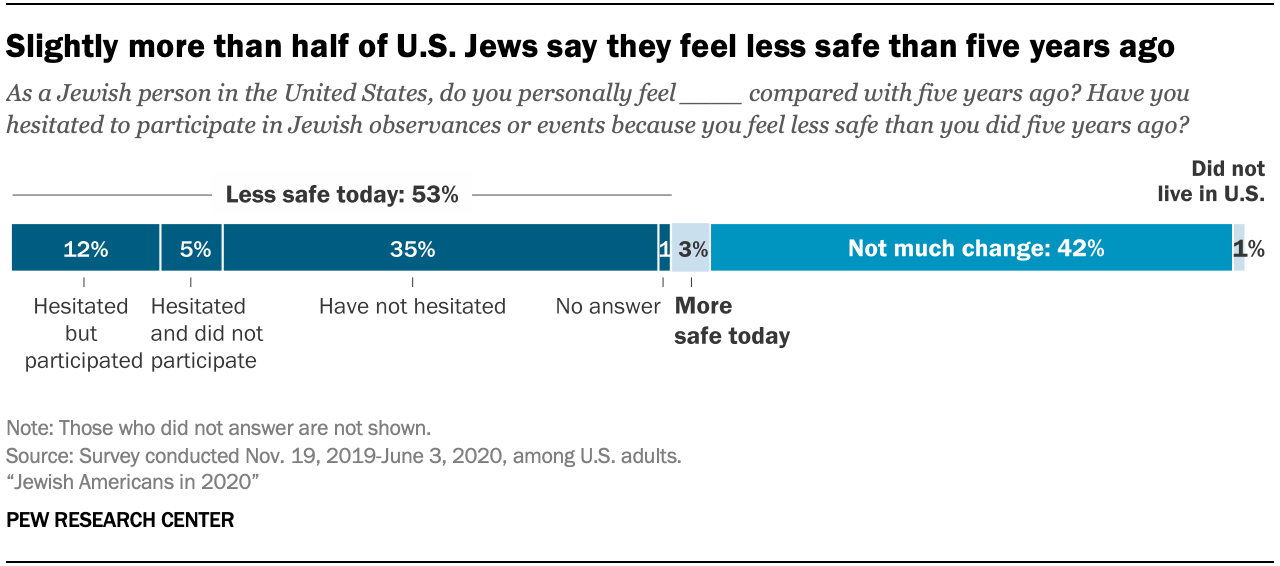 Slightly more than half of U.S. Jews say they feel less safe than five years ago
As a Jewish person in the United States, do you personally feel _____ compared with five years ago? Have you
hesitated to participate in Jewish observances or events because you feel less safe than you did five years ago?
Did not
live in U.S.
Less safe today: 53%
12% 5% 35% 1 3% Not much change: 42% 1%
Hesitated
but
participated
Hesitated
and did not
participate
Have not hesitated
No answer
More
safe today
Note: Those who did not answer are not shown.
Source: Survey conducted Nov. 19, 2019-June 3, 2020, among U.S. adults.
“Jewish Americans in 2020”
PEW RESEARCH CENTER